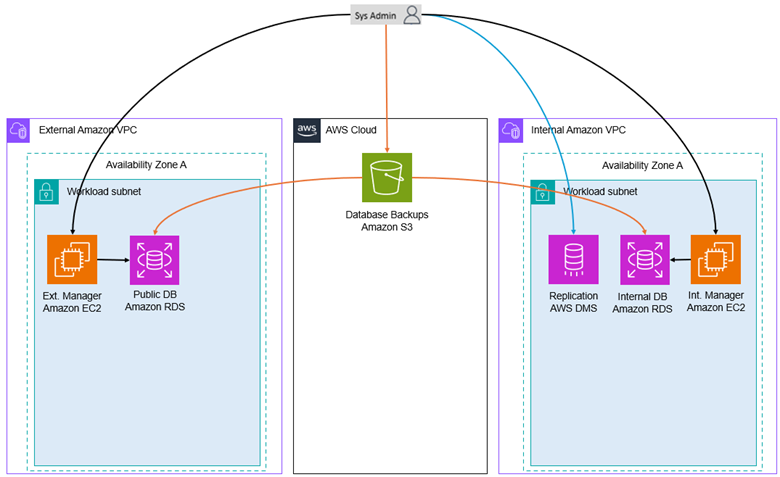 Sys Admin
External Amazon VPC
aws
AWS Cloud
Internal Amazon VPC
Availability Zone A
Availability Zone A
Workload subnet
Workload subnet
Database Backups
Amazon S3
Ext. Manager
Amazon EC2
Public DB
Amazon RDS
Replication
AWS DMS
Internal DB
Amazon RDS
Int. Manager
Amazon EC2